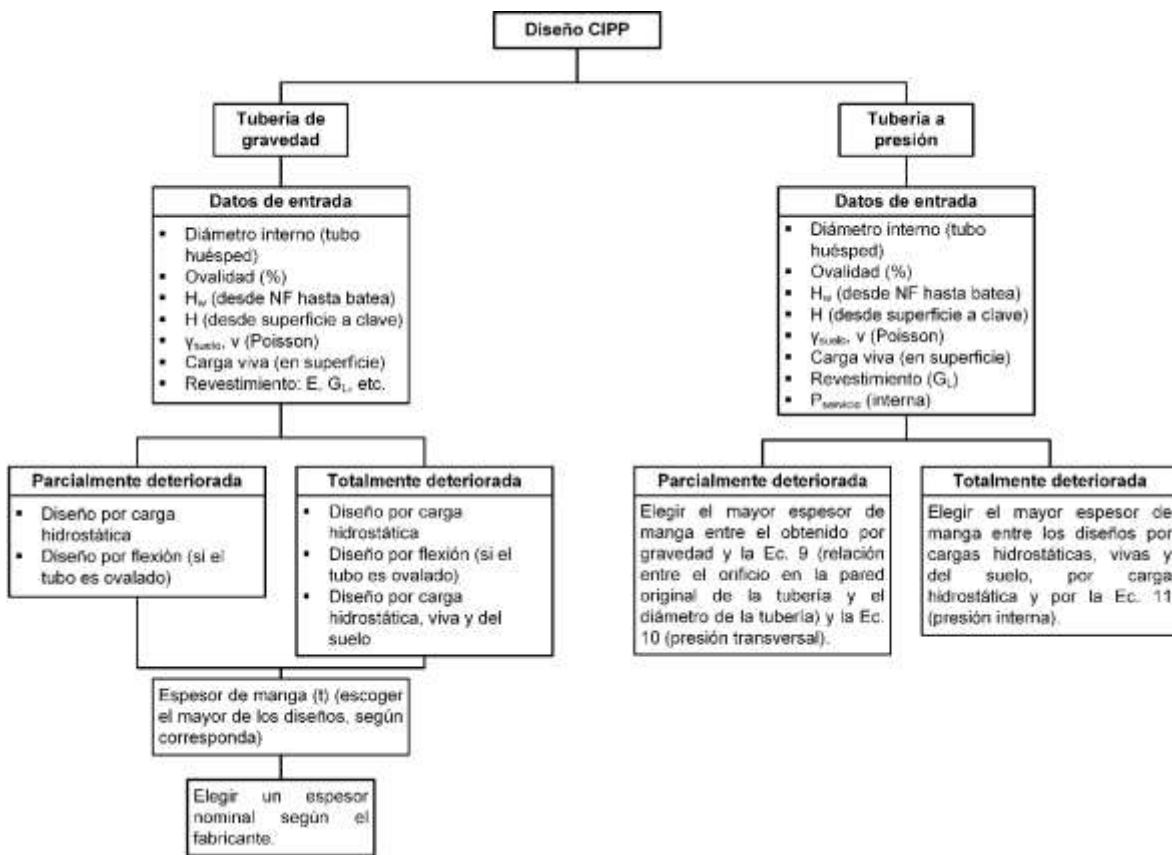 Diseño CIPP
Tubería de
gravedad
Tubería a
presión
Datos de entrada
▪ Diámetro interno (tubo
huésped)
▪ Ovalidad (%)
▪ Hw (desde NF hasta batea)
▪ H (desde superficie a clave)
▪ γsuelo, v (Poisson)
▪ Carga viva (en superficie)
▪ Revestimiento: E, GL, etc.
Datos de entrada
▪ Diámetro interno (tubo
huésped)
▪ Ovalidad (%)
▪ Hw (desde NF hasta batea)
▪ H (desde superficie a clave)
▪ γsuelo, v (Poisson)
▪ Carga viva (en superficie)
▪ Revestimiento (GL)
▪ Pservicio (interna)
Parcialmente deteriorada
▪ Diseño por carga
hidrostática
▪ Diseño por flexión (si el
tubo es ovalado)
Totalmente deteriorada
▪ Diseño por carga
hidrostática
▪ Diseño por flexión (si el
tubo es ovalado)
▪ Diseño por carga
hidrostática, viva y del
suelo
Parcialmente deteriorada
Elegir el mayor espesor de
manga entre el obtenido por
gravedad y la Ec. 9 (relación
entre el orificio en la pared
original de la tubería y el
diámetro de la tubería) y la Ec.
10 (presión transversal).
Totalmente deteriorada
Elegir el mayor espesor de
manga entre los diseños por
cargas hidrostáticas, vivas y
del suelo, por carga
hidrostática y por la Ec. 11
(presión interna).
Espesor de manga (t) (escoger
el mayor de los diseños, según
corresponda)
Elegir un espesor
nominal según el
fabricante.